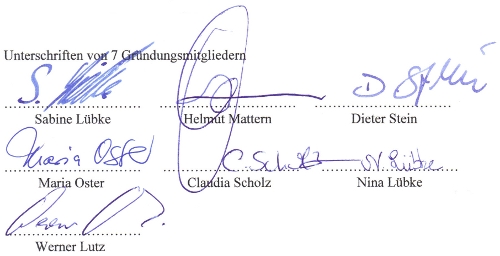 Unterschriften von 7 Gründungsmitgliedern
S. Lübke D Stein
Sabine Lübke Helmut Mattern Dieter Stein
Maria Oster C. Scholz N. Lübke
Maria Oster Claudia Scholz Nina Lübke
Werner Lutz